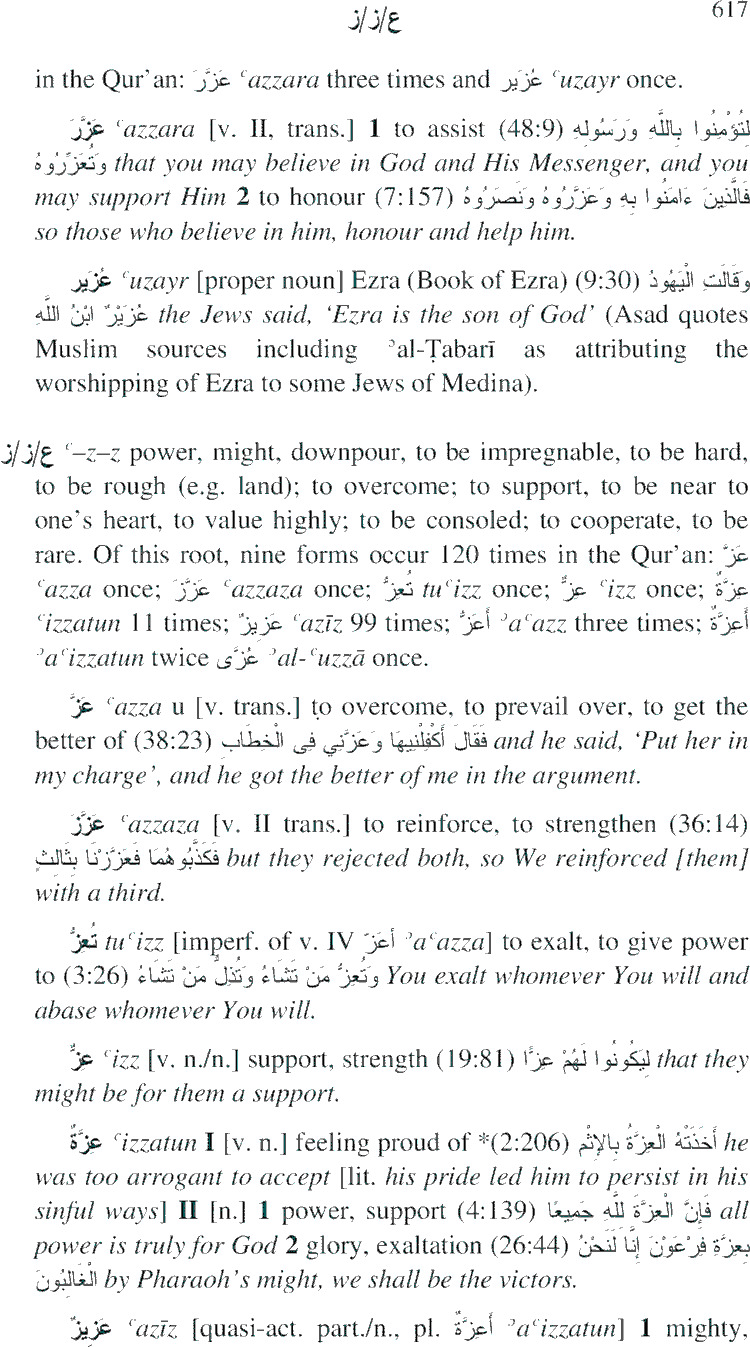 ع/ز/ز 617
in the Qur'an: عَزَّرَ ʿazzara three times and عُزَير ʿuzayr once.
عَزَّرَ ʿazzara [v. II, trans.] 1 to assist (48:9) لِتُؤْمِنُوا بِاللَّهِ وَرَسُولِهِ
وَتُعَزِّرُوهُ that you may believe in God and His Messenger, and you
may support Him 2 to honour (7:157) فَالَّذِينَ ءَامَنُوا بِهِ وَعَزَّرُوهُ وَنَصَرُوهُ
so those who believe in him, honour and help him.
عُزَير ʿuzayr [proper noun] Ezra (Book of Ezra) (9:30) وَقَالَتِ الْيَهُودُ
عُزَيْرٌ ابْنُ اللَّهِ the Jews said, ‘Ezra is the son of God’ (Asad quotes
Muslim sources including ʾal-Ṭabarī as attributing the
worshipping of Ezra to some Jews of Medina).
ع/ز/ز ʿ–z–z power, might, downpour, to be impregnable, to be hard,
to be rough (e.g. land); to overcome; to support, to be near to
one's heart, to value highly; to be consoled; to cooperate, to be
rare. Of this root, nine forms occur 120 times in the Qur'an: عَزَّ
ʿazza once; عَزَّزَ ʿazzaza once; تُعِزُّ tuʿizz once; عِزٌّ ʿizz once; عِزَّةٌ
ʿizzatun 11 times; عَزِيزٌ ʿazīz 99 times; أَعَزُّ ʾaʿazz three times; أَعِزَّةٌ
ʾaʿizzatun twice عُزَّى ʾal-ʿuzzā once.
عَزَّ ʿazza u [v. trans.] to overcome, to prevail over, to get the
better of (38:23) فَقَالَ أَكْفِلْنِيهَا وَعَزَّنِي فِى الْخِطَابِ and he said, ‘Put her in
my charge’, and he got the better of me in the argument.
عَزَّزَ ʿazzaza [v. II trans.] to reinforce, to strengthen (36:14)
فَكَذَّبُوهُمَا فَعَزَّزْنَا بِثَالِثٍ but they rejected both, so We reinforced [them]
with a third.
تُعِزُّ tuʿizz [imperf. of v. IV أَعَزّ ʾaʿazza] to exalt, to give power
to (3:26) وَتُعِزُّ مَنْ تَشَاءُ وَتُذِلُّ مَنْ تَشَاءُ You exalt whomever You will and
abase whomever You will.
عِزٌّ ʿizz [v. n./n.] support, strength (19:81) لِيَكُونُوا لَهُمْ عِزًّا that they
might be for them a support.
عِزَّةٌ ʿizzatun I [v. n.] feeling proud of *(2:206) أَخَذَتْهُ الْعِزَّةُ بِالإِثْمِ he
was too arrogant to accept [lit. his pride led him to persist in his
sinful ways] II [n.] 1 power, support (4:139) فَإِنَّ الْعِزَّةَ لِلَّهِ جَمِيعًا all
power is truly for God 2 glory, exaltation (26:44) بِعِزَّةِ فِرْعَوْنَ إِنَّا لَنَحْنُ
الْغَالِبُونَ by Pharaoh's might, we shall be the victors.
عَزِيزٌ ʿazīz [quasi-act. part./n., pl. أَعِزَّةٌ ʾaʿizzatun] 1 mighty,